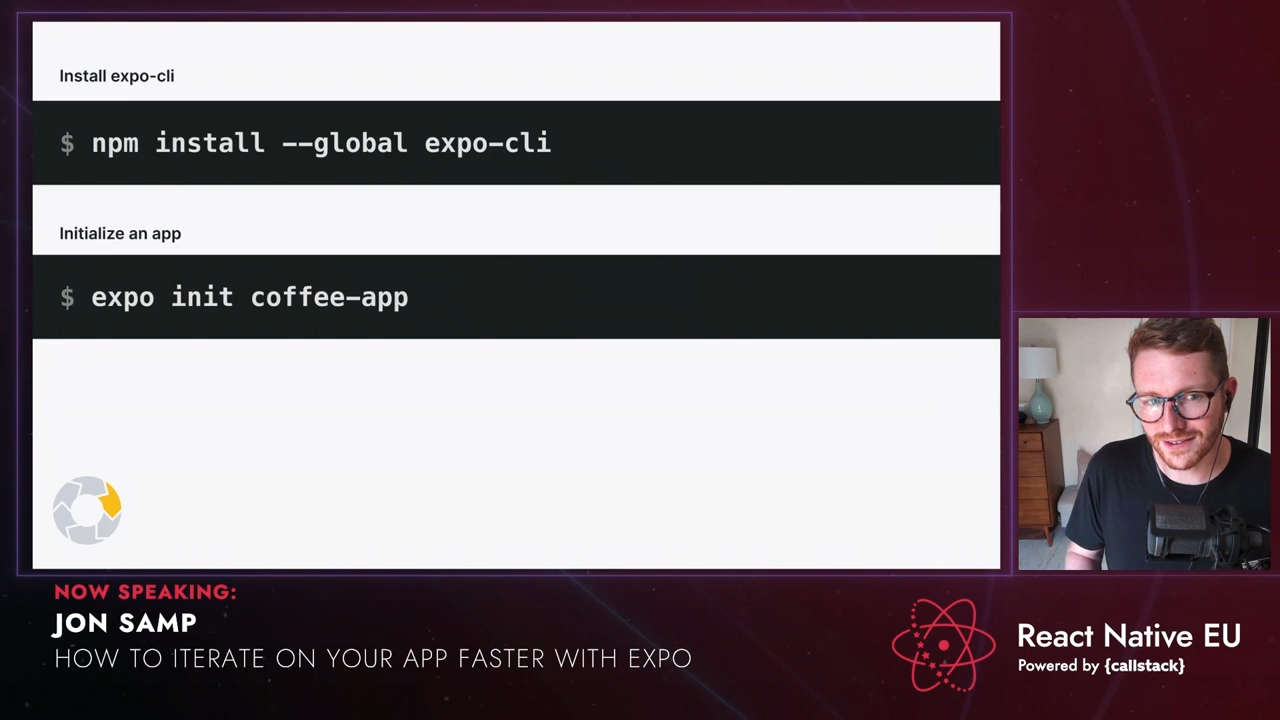 Install expo-cli
$ npm install --global expo-cli
Initialize an app
$ expo init coffee-app
NOW SPEAKING:
JON SAMP
HOW TO ITERATE ON YOUR APP FASTER WITH EXPO
React Native EU
Powered by {callstack}